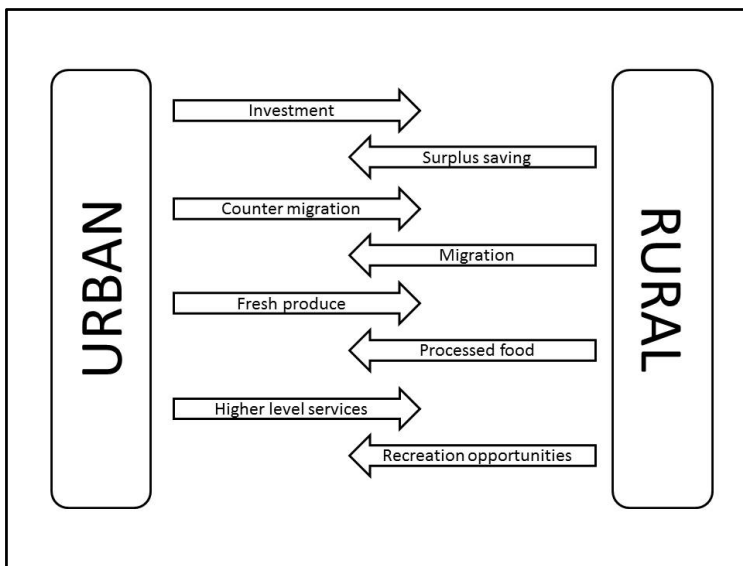 URBAN
Investment
Surplus saving
Counter migration
Migration
Fresh produce
Processed food
Higher level services
Recreation opportunities
RURAL